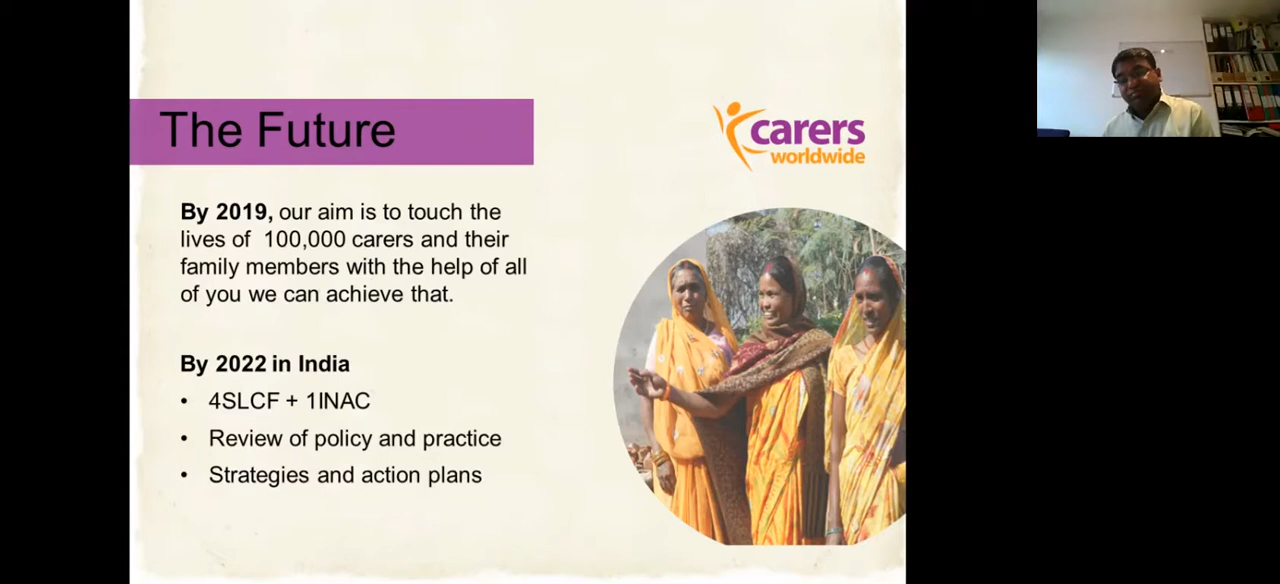 The Future
carers
worldwide
By 2019, our aim is to touch the
lives of  100,000 carers and their
family members with the help of all
of you we can achieve that.
By 2022 in India
• 4SLCF + 1INAC
• Review of policy and practice
• Strategies and action plans